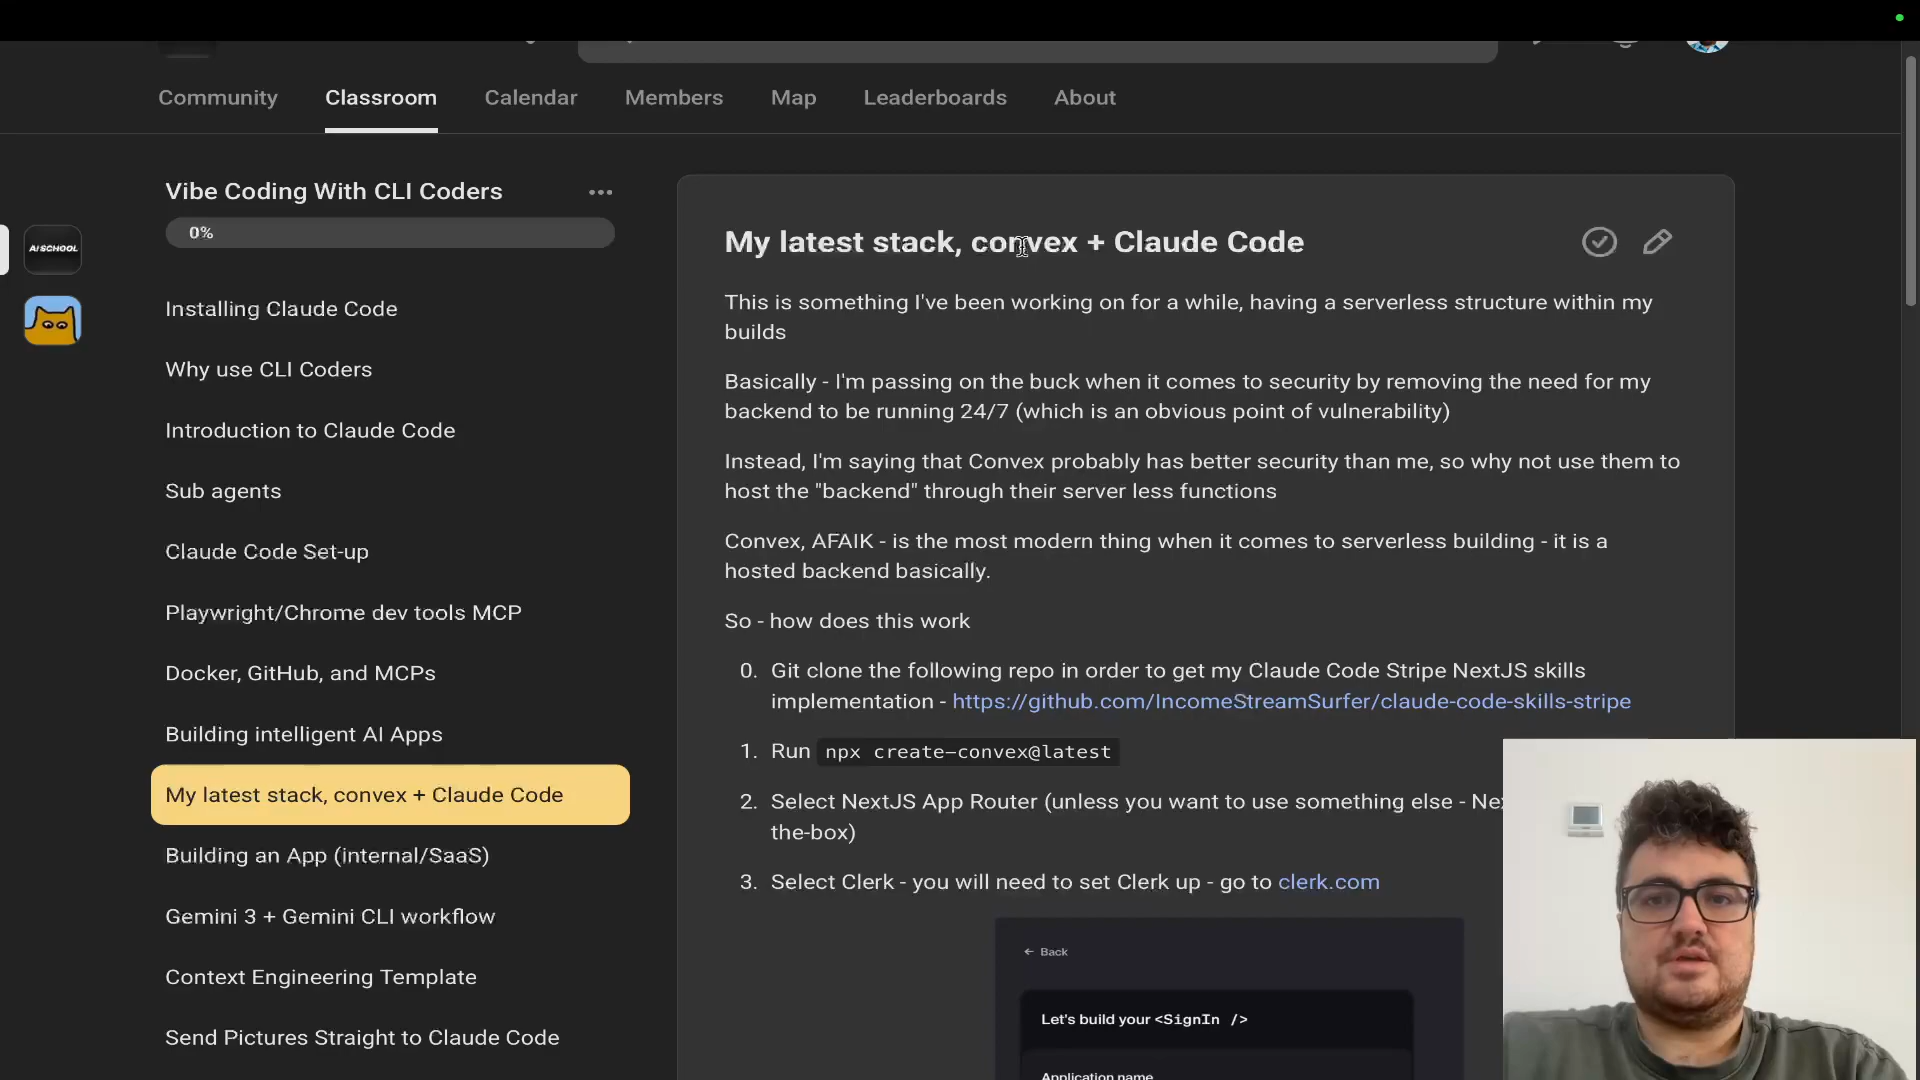 Community Classroom Calendar Members Map Leaderboards About
Vibe Coding With CLI Coders
0%
AI SCHOOL
Installing Claude Code
Why use CLI Coders
Introduction to Claude Code
Sub agents
Claude Code Set-up
Playwright/Chrome dev tools MCP
Docker, GitHub, and MCPs
Building intelligent AI Apps
My latest stack, convex + Claude Code
Building an App (internal/SaaS)
Gemini 3 + Gemini CLI workflow
Context Engineering Template
Send Pictures Straight to Claude Code
My latest stack, convex + Claude Code
This is something I've been working on for a while, having a serverless structure within my
builds
Basically - I'm passing on the buck when it comes to security by removing the need for my
backend to be running 24/7 (which is an obvious point of vulnerability)
Instead, I'm saying that Convex probably has better security than me, so why not use them to
host the "backend" through their server less functions
Convex, AFAIK - is the most modern thing when it comes to serverless building - it is a
hosted backend basically.
So - how does this work
0. Git clone the following repo in order to get my Claude Code Stripe NextJS skills
implementation - https://github.com/IncomeStreamSurfer/claude-code-skills-stripe
1. Run npx create-convex@latest
2. Select NextJS App Router (unless you want to use something else - Nex
the-box)
3. Select Clerk - you will need to set Clerk up - go to clerk.com
← Back
Let's build your <SignIn />
Application name